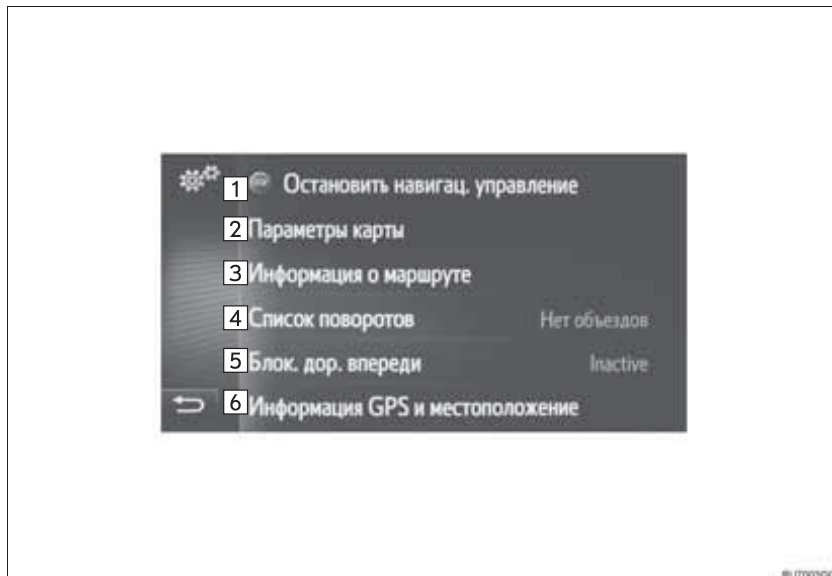 1 Остановить навигац. управление
2 Параметры карты
3 Информация о маршруте
4 Список поворотов Нет объездов
5 Блок. дор. впереди Inactive
6 Информация GPS и местоположение